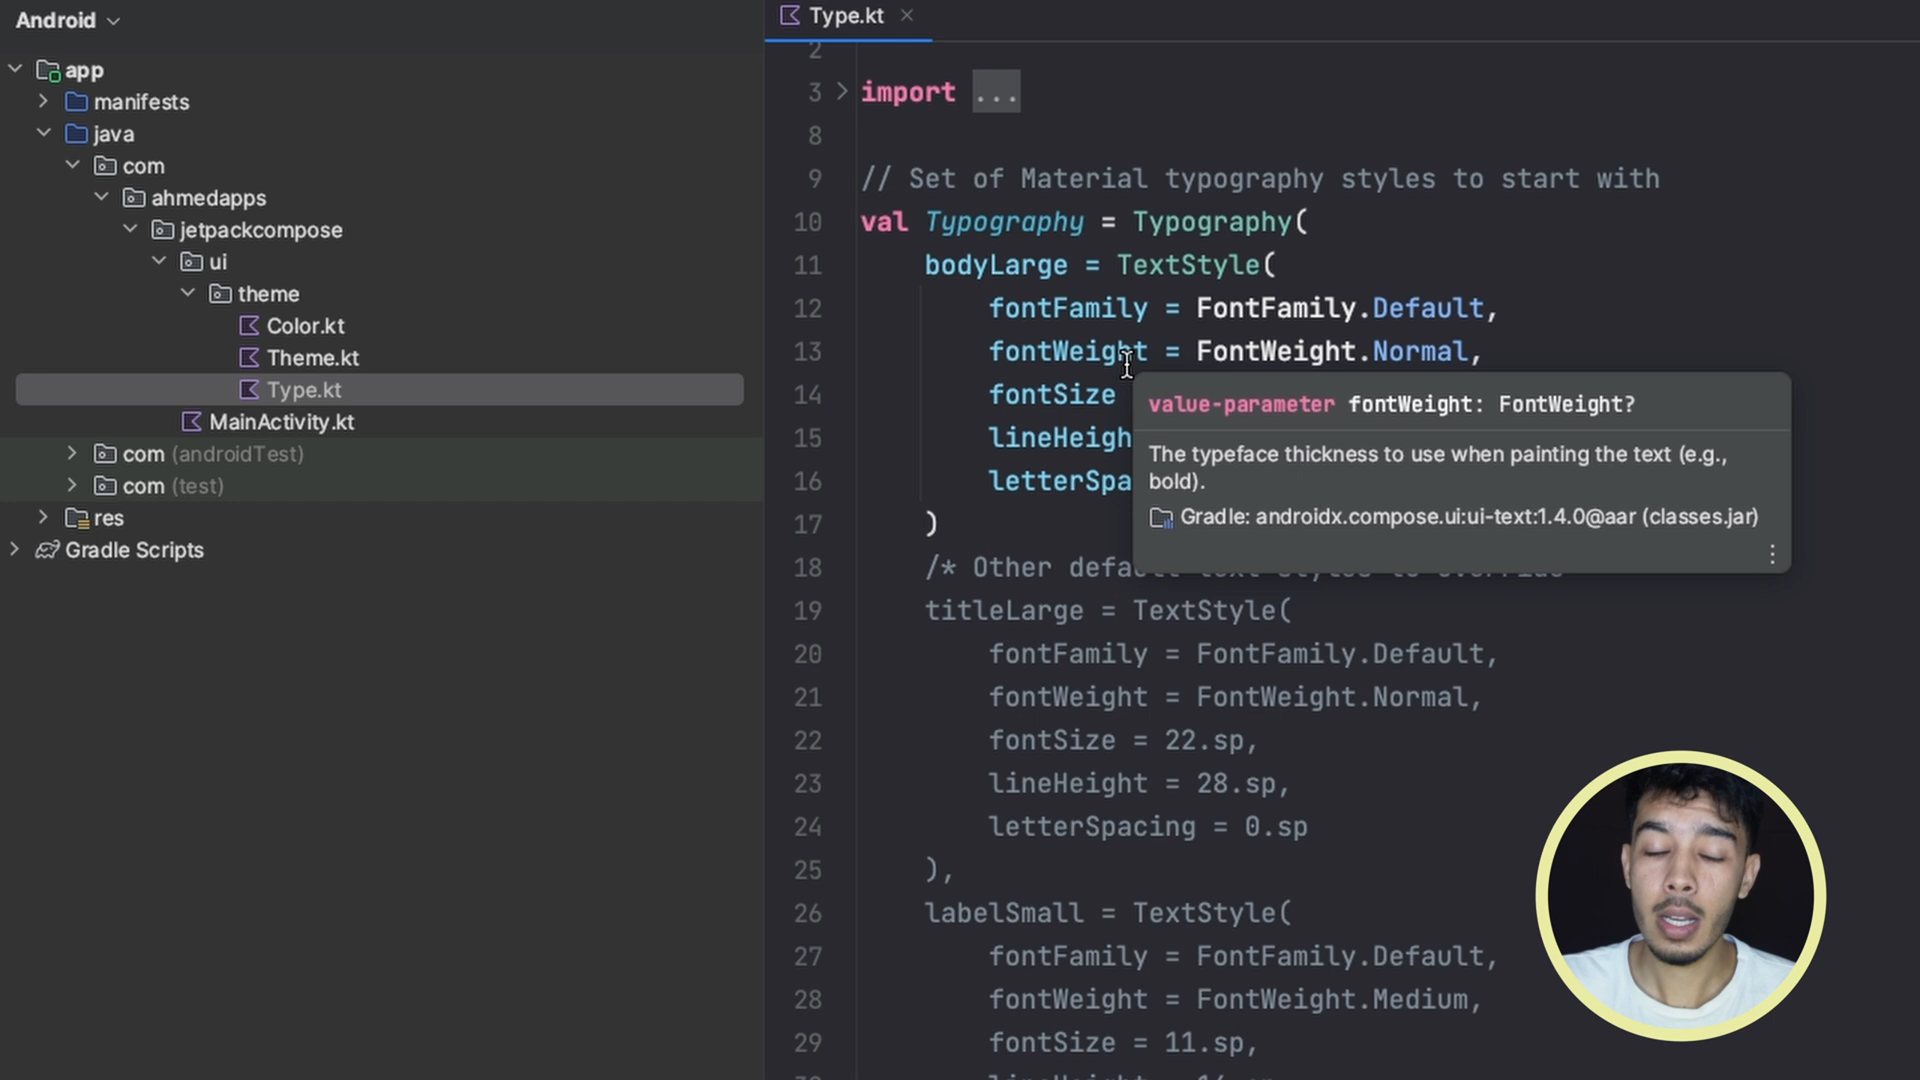 Android
app
manifests
java
com
ahmedapps
jetpackcompose
ui
theme
Color.kt
Theme.kt
Type.kt
MainActivity.kt
com (androidTest)
com (test)
res
Gradle Scripts
Type.kt
2
3 import ...
8
9 // Set of Material typography styles to start with
10 val Typography = Typography(
11 bodyLarge = TextStyle(
12 fontFamily = FontFamily.Default,
13 fontWeight = FontWeight.Normal,
14 fontSize
15 lineHeigh
16 letterSpa
17 )
value-parameter fontWeight: FontWeight?
The typeface thickness to use when painting the text (e.g.,
bold).
Gradle: androidx.compose.ui:ui-text:1.4.0@aar (classes.jar)
18 /* Other default text styles to override
19 titleLarge = TextStyle(
20 fontFamily = FontFamily.Default,
21 fontWeight = FontWeight.Normal,
22 fontSize = 22.sp,
23 lineHeight = 28.sp,
24 letterSpacing = 0.sp
25 ),
26 labelSmall = TextStyle(
27 fontFamily = FontFamily.Default,
28 fontWeight = FontWeight.Medium,
29 fontSize = 11.sp,